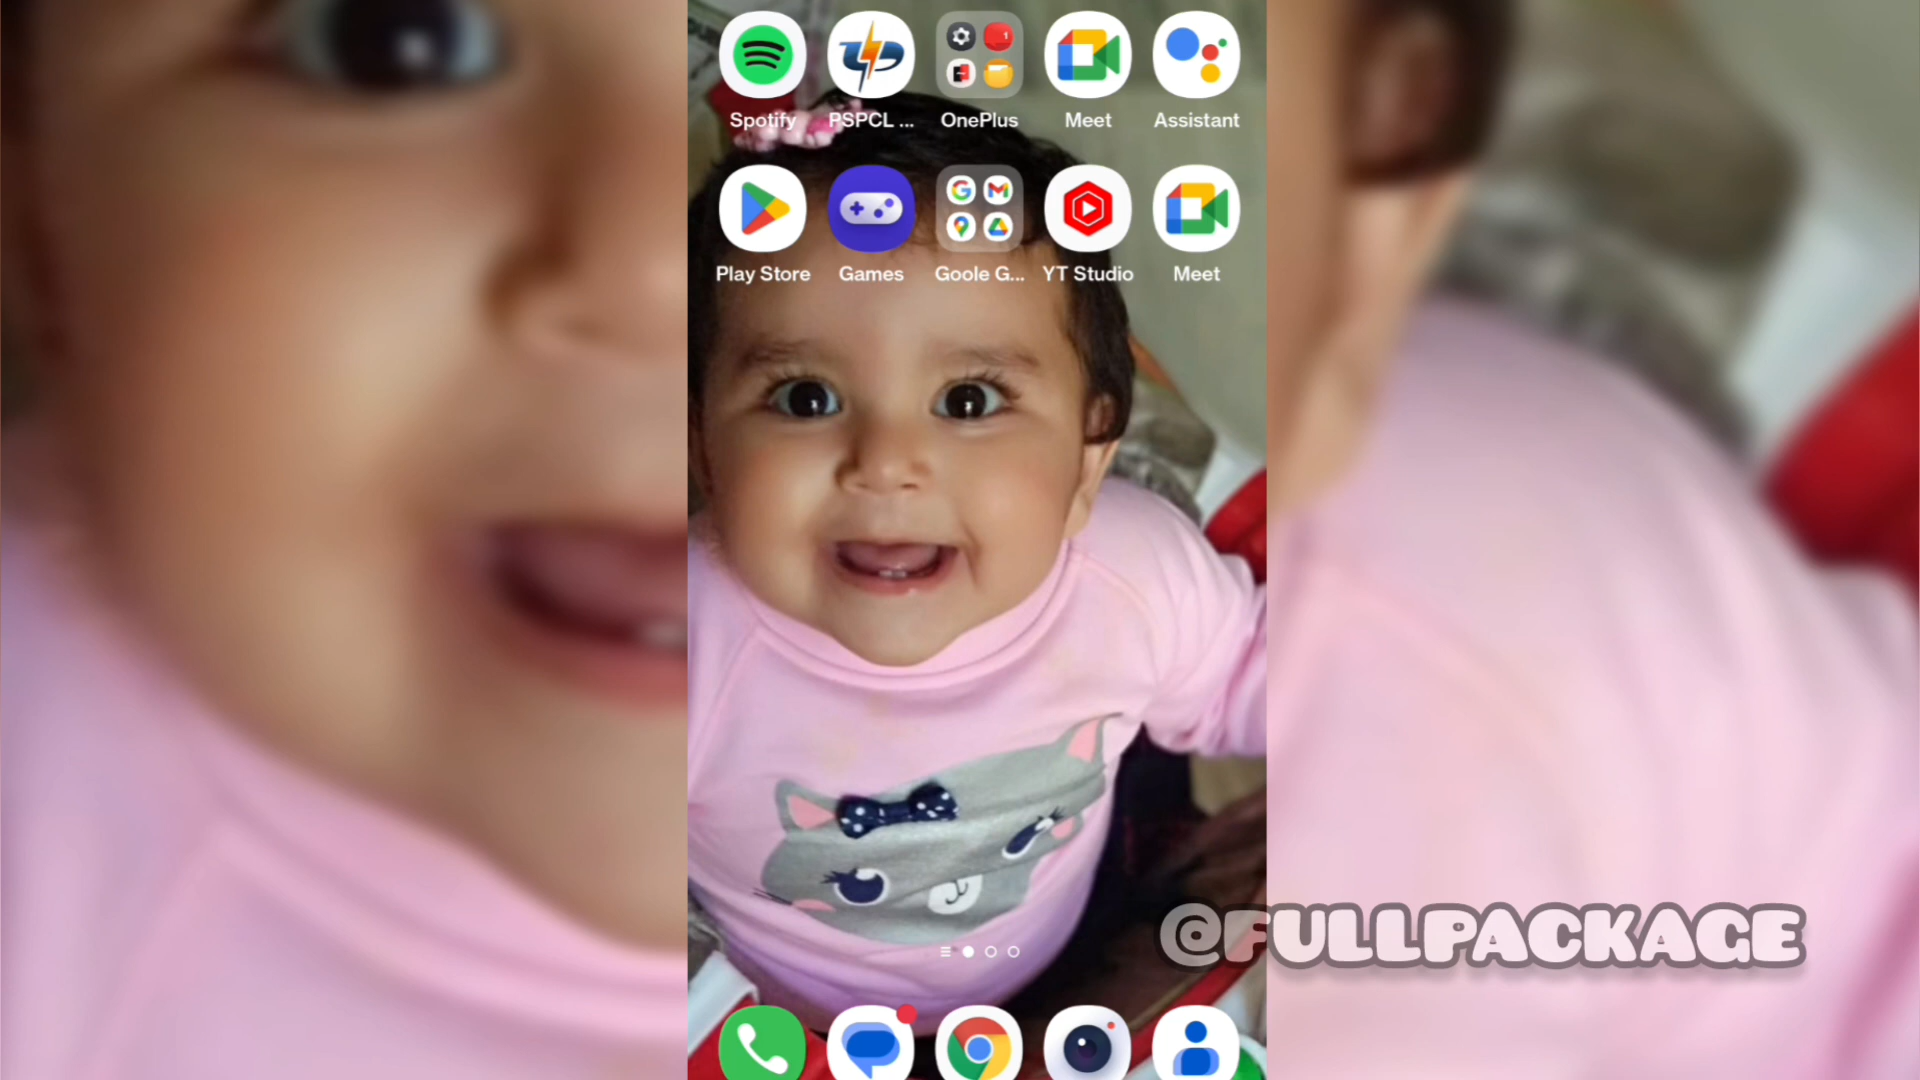 Spotify PSPCL ... OnePlus Meet Assistant
Play Store Games Goole G... YT Studio Meet
@FULLPACKAGE